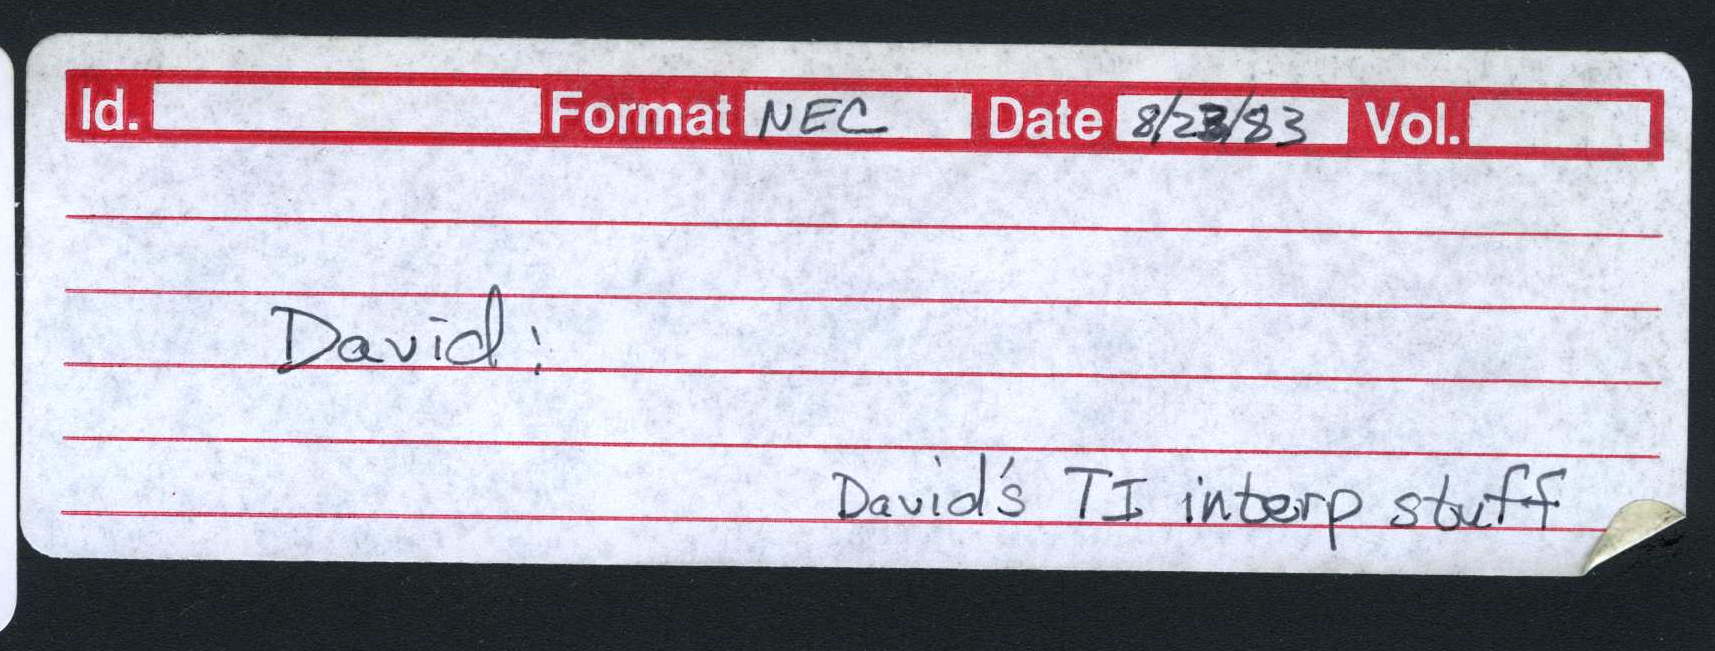 Id. Format NEC Date 8/23/83 Vol.
David:
David's TI interp stuff